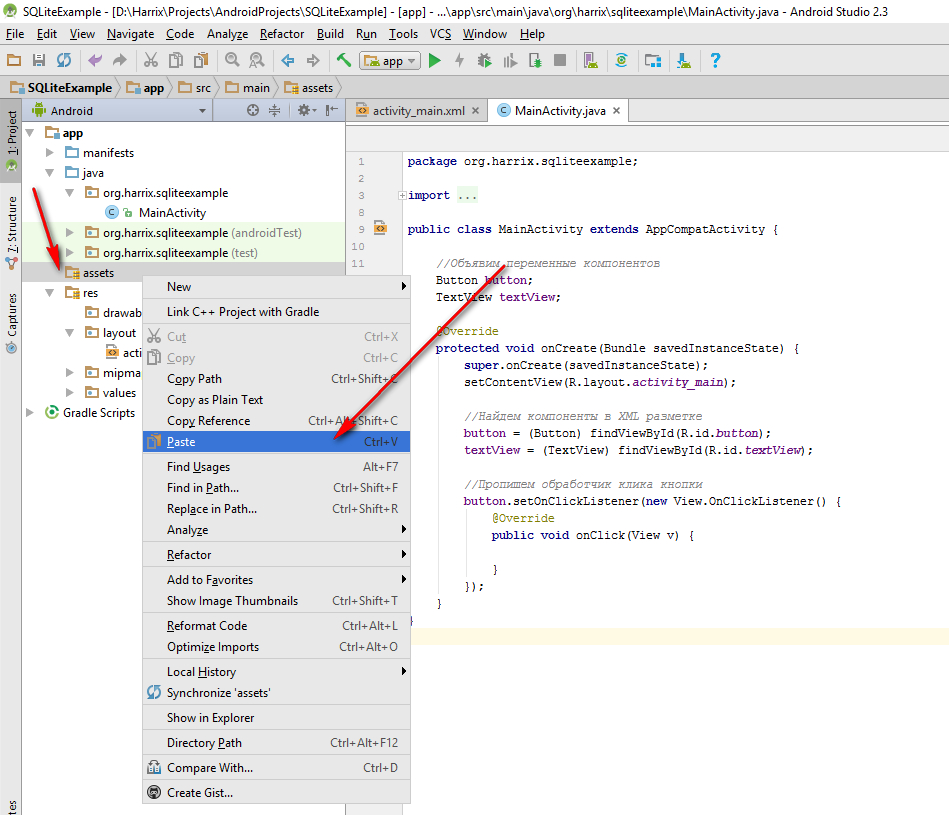 SQLiteExample - [D:\Harrix\Projects\AndroidProjects\SQLiteExample] - [app] - ...\app\src\main\java\org\harrix\sqliteexample\MainActivity.java - Android Studio 2.3
File Edit View Navigate Code Analyze Refactor Build Run Tools VCS Window Help
app
SQLiteExample app src main assets
1: Project
7: Structure
Captures
Android
app
manifests
java
org.harrix.sqliteexample
MainActivity
org.harrix.sqliteexample (androidTest)
org.harrix.sqliteexample (test)
assets
res
drawab
layout
acti
mipma
values
Gradle Scripts
New
Link C++ Project with Gradle
Cut Ctrl+X
Copy Ctrl+C
Copy Path Ctrl+Shift+C
Copy as Plain Text
Copy Reference Ctrl+Alt+Shift+C
Paste Ctrl+V
Find Usages Alt+F7
Find in Path... Ctrl+Shift+F
Replace in Path... Ctrl+Shift+R
Analyze
Refactor
Add to Favorites
Show Image Thumbnails Ctrl+Shift+T
Reformat Code Ctrl+Alt+L
Optimize Imports Ctrl+Alt+O
Local History
Synchronize 'assets'
Show in Explorer
Directory Path Ctrl+Alt+F12
Compare With... Ctrl+D
Create Gist...
activity_main.xml MainActivity.java
1 package org.harrix.sqliteexample;
2
3 import ...
8
9 public class MainActivity extends AppCompatActivity {
10
11 //Объявим переменные компонентов
Button button;
TextView textView;
@Override
protected void onCreate(Bundle savedInstanceState) {
super.onCreate(savedInstanceState);
setContentView(R.layout.activity_main);
//Найдем компоненты в XML разметке
button = (Button) findViewById(R.id.button);
textView = (TextView) findViewById(R.id.textView);
//Пропишем обработчик клика кнопки
button.setOnClickListener(new View.OnClickListener() {
@Override
public void onClick(View v) {
}
});
}
}